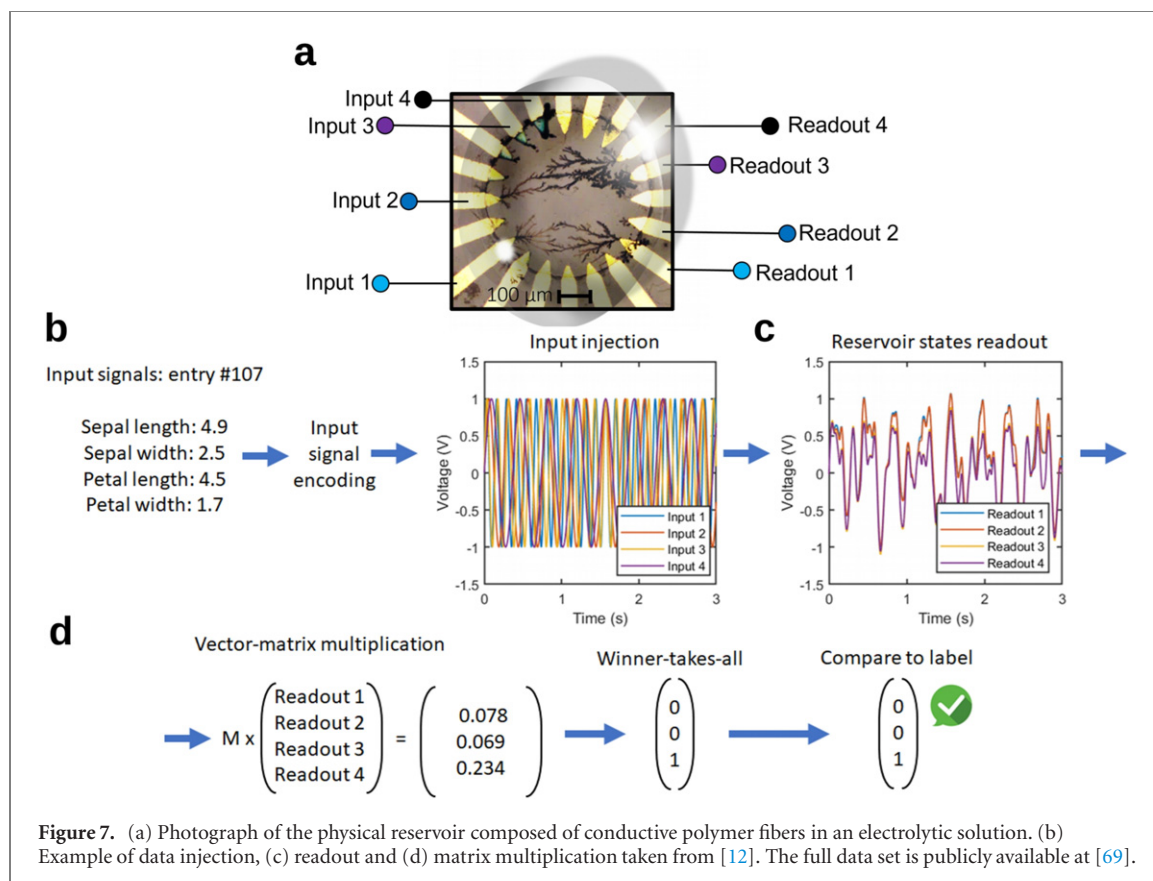 a
Input 4
Input 3
Input 2
Input 1
Readout 4
Readout 3
Readout 2
Readout 1
100 µm
b
Input signals: entry #107
Sepal length: 4.9
Sepal width: 2.5
Petal length: 4.5
Petal width: 1.7
Input
signal
encoding
Input injection
1.5
1
0.5
0
-0.5
-1
-1.5
Voltage (V)
Input 1
Input 2
Input 3
Input 4
0
1
2
3
Time (s)
c
Reservoir states readout
1.5
1
0.5
0
-0.5
-1
-1.5
Voltage (V)
Readout 1
Readout 2
Readout 3
Readout 4
0
1
2
3
Time (s)
d
Vector-matrix multiplication
M x
Readout 1
Readout 2
Readout 3
Readout 4
=
0.078
0.069
0.234
Winner-takes-all
0
0
1
Compare to label
0
0
1
Figure 7. (a) Photograph of the physical reservoir composed of conductive polymer fibers in an electrolytic solution. (b)
Example of data injection, (c) readout and (d) matrix multiplication taken from [12]. The full data set is publicly available at [69].